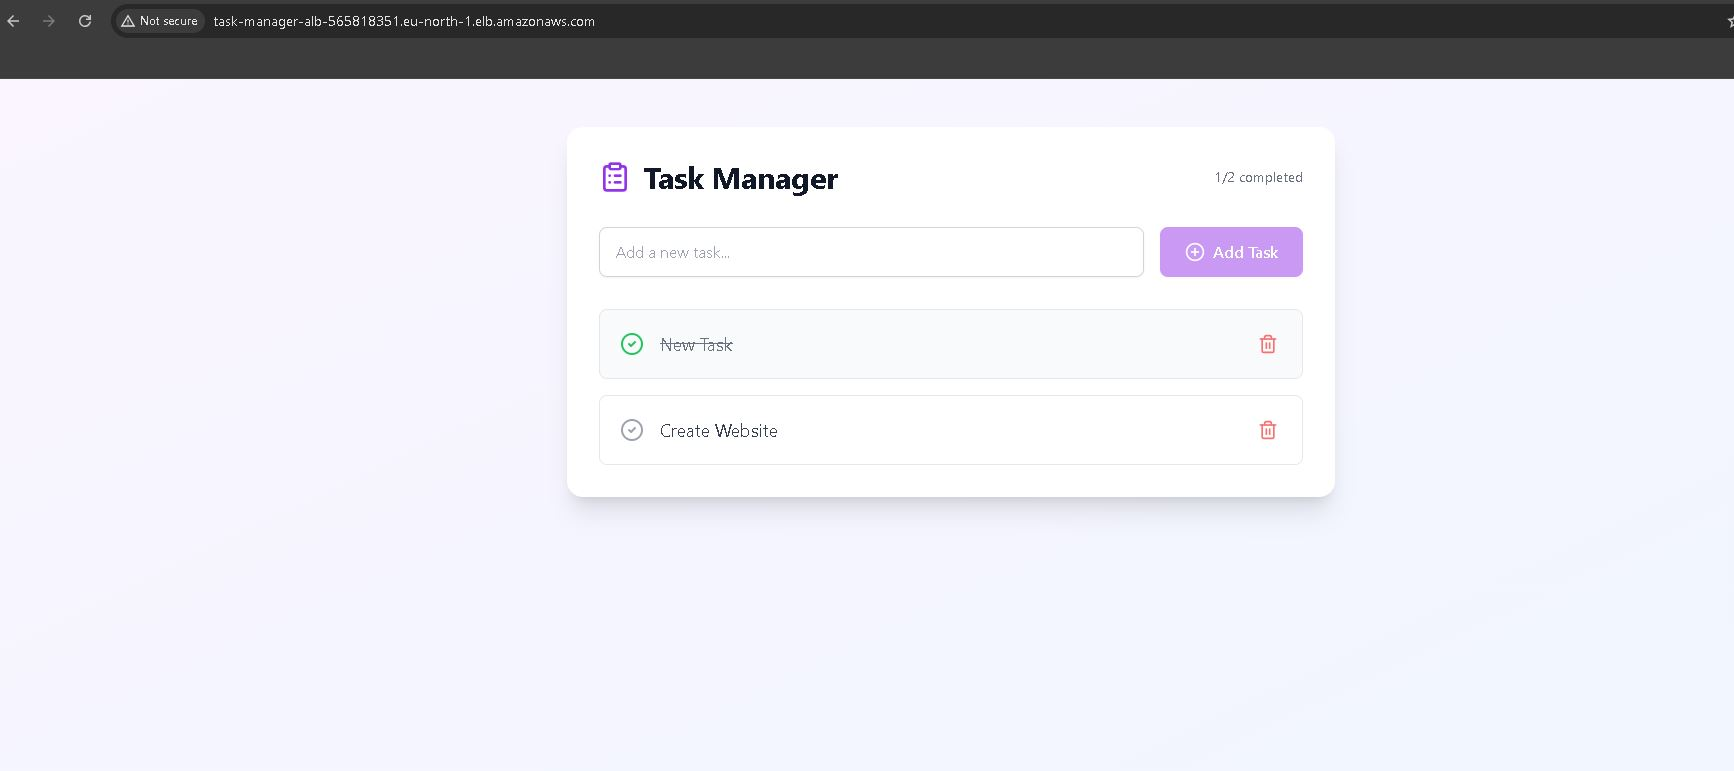 Not secure task-manager-alb-565818351.eu-north-1.elb.amazonaws.com
Task Manager
1/2 completed
Add a new task...
Add Task
New Task
Create Website